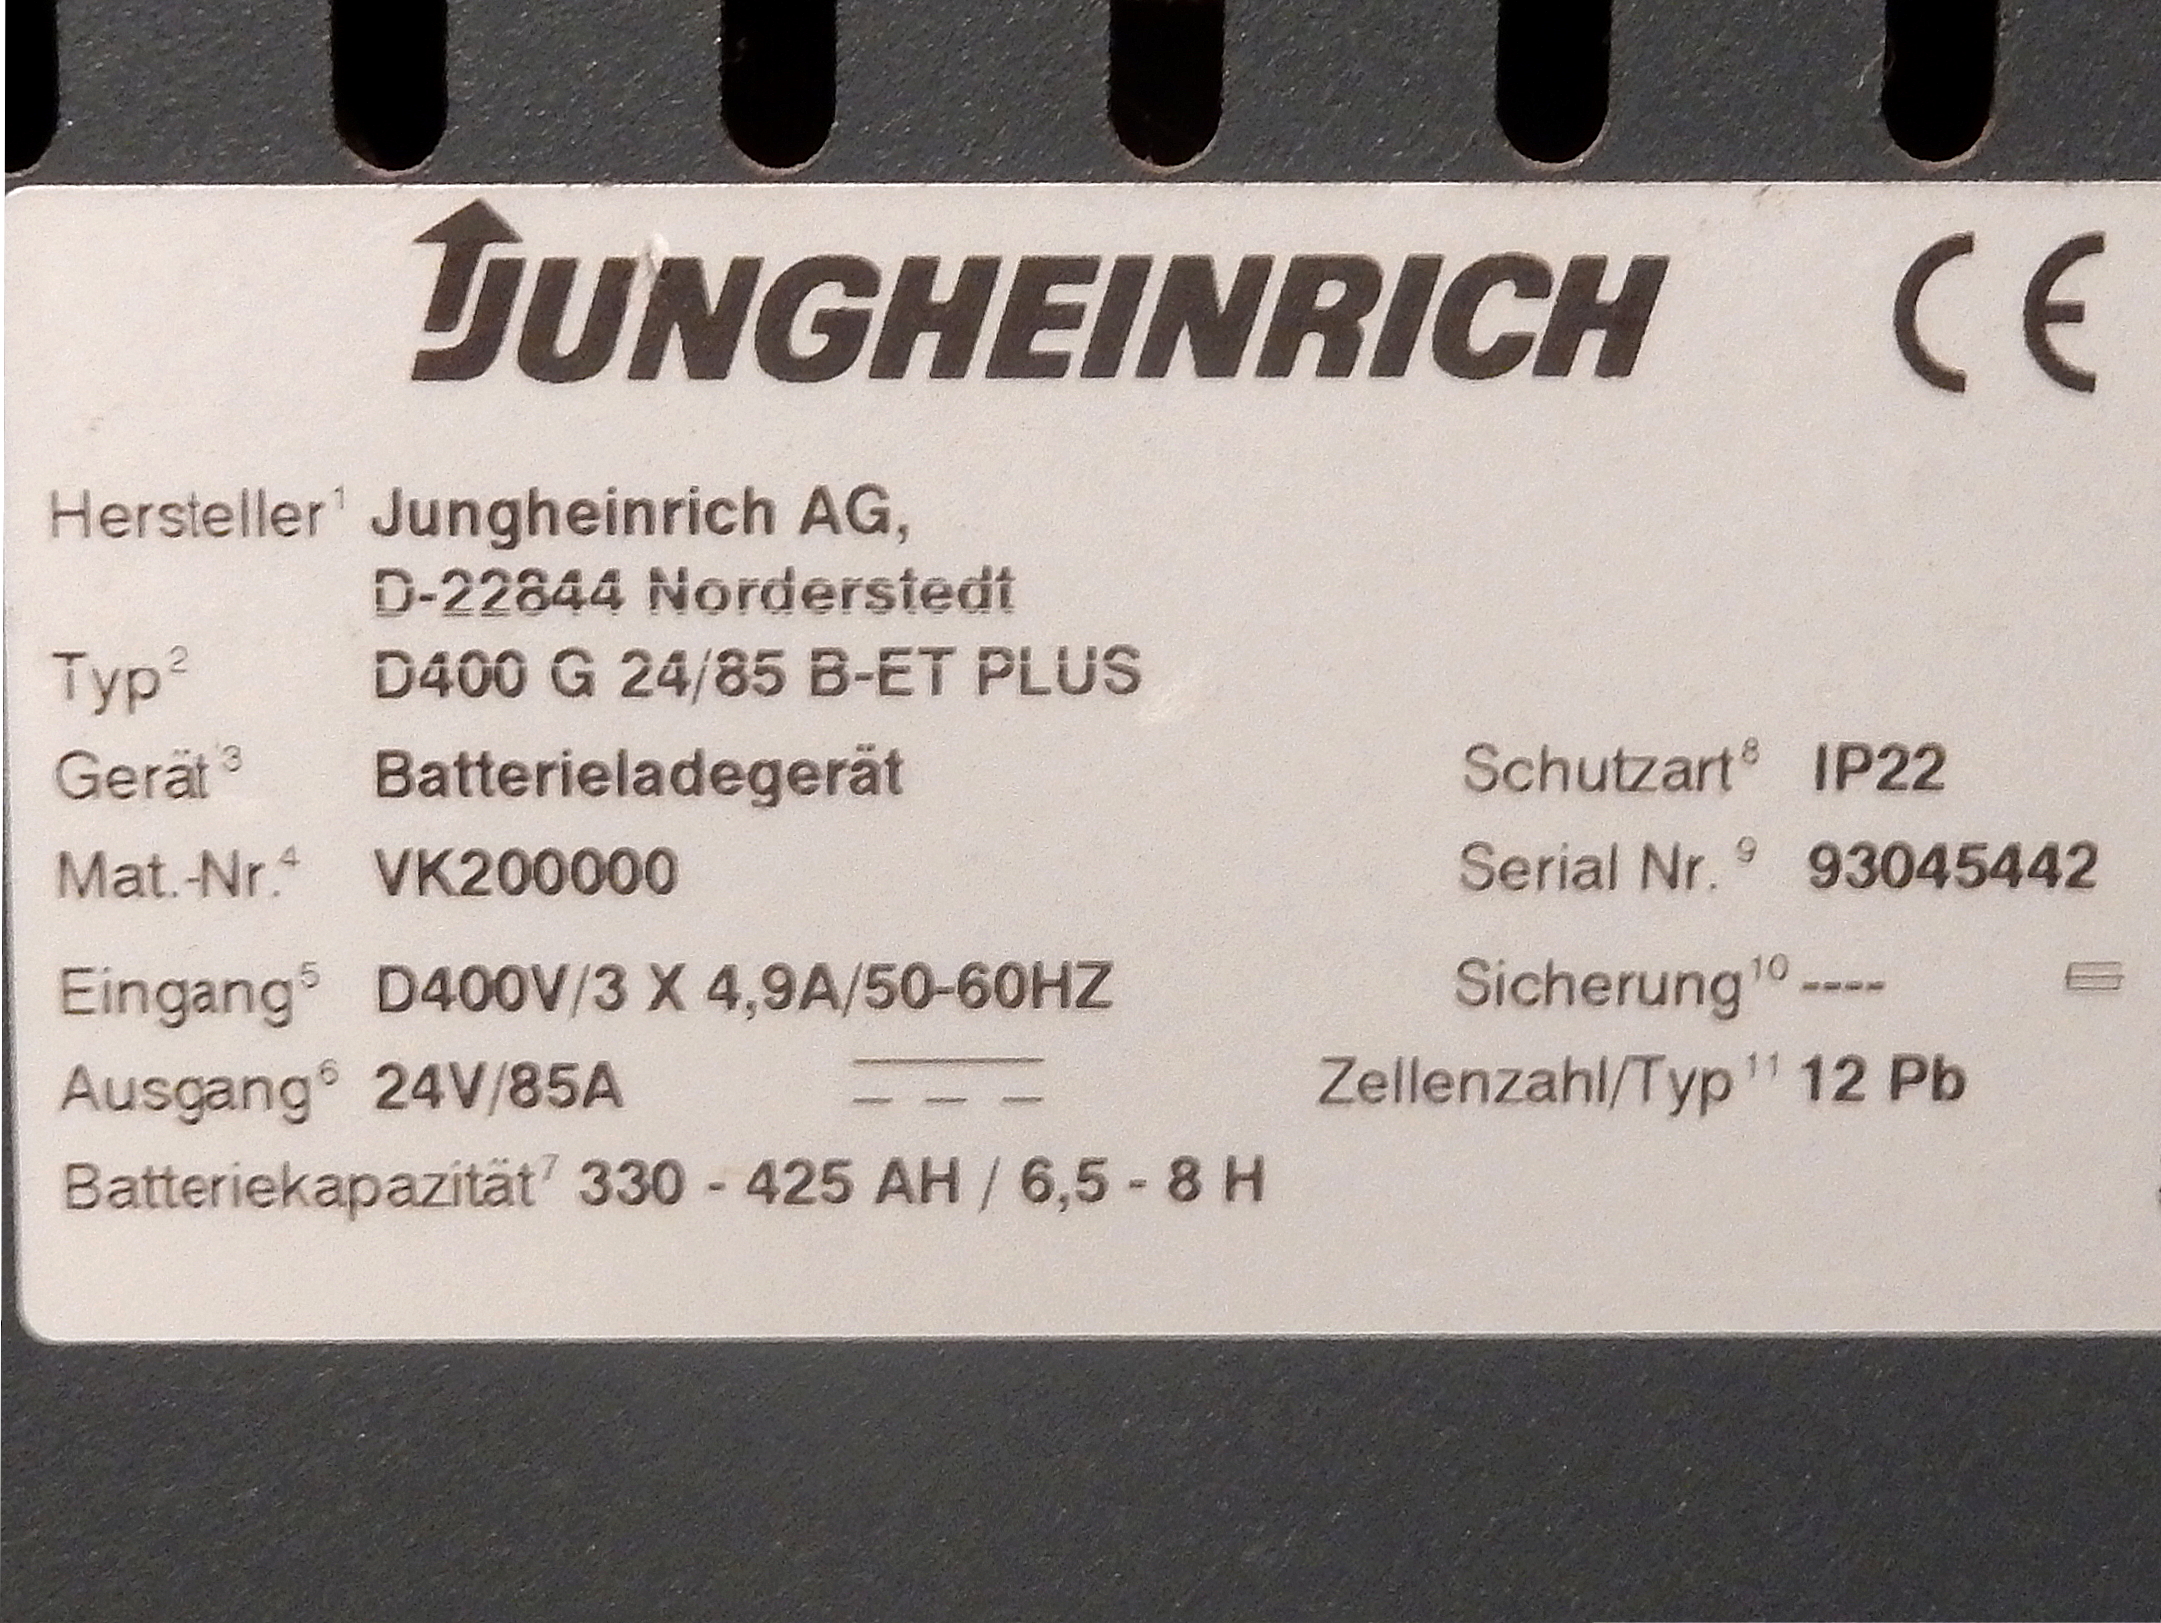 JUNGHEINRICH CE
Hersteller¹ Jungheinrich AG,
D-22844 Norderstedt
Typ² D400 G 24/85 B-ET PLUS
Gerät³ Batterieladegerät Schutzart⁸ IP22
Mat.-Nr.⁴ VK200000 Serial Nr.⁹ 93045442
Eingang⁵ D400V/3 X 4,9A/50-60HZ Sicherung¹⁰ ----
Ausgang⁶ 24V/85A Zellenzahl/Typ¹¹ 12 Pb
Batteriekapazität⁷ 330 - 425 AH / 6,5 - 8 H